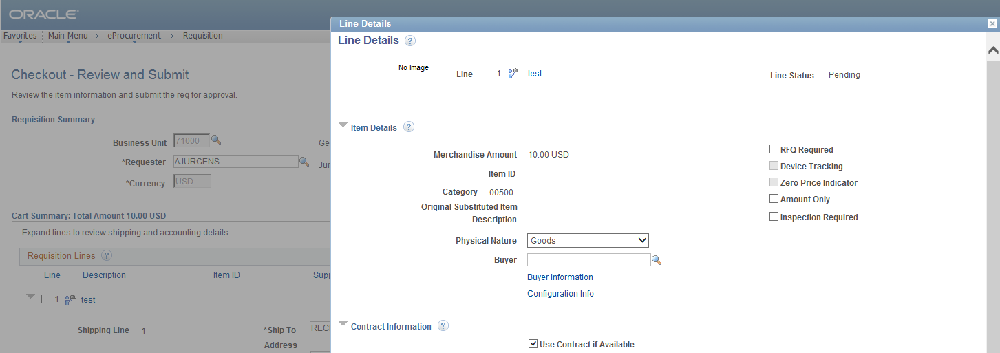 ORACLE
Favorites Main Menu > eProcurement > Requisition
Checkout - Review and Submit
Review the item information and submit the req for approval.
Requisition Summary
Business Unit 71000 Ge
*Requester AJURGENS Jur
*Currency USD
Cart Summary: Total Amount 10.00 USD
Expand lines to review shipping and accounting details
Requisition Lines ?
Line Description Item ID Supp
1 test
Shipping Line 1 *Ship To RECI
Address
Line Details ×
Line Details ?
No Image Line 1 test Line Status Pending
Item Details ?
Merchandise Amount 10.00 USD
Item ID
Category 00500
Original Substituted Item
Description
Physical Nature Goods
Buyer
Buyer Information
Configuration Info
RFQ Required
Device Tracking
Zero Price Indicator
Amount Only
Inspection Required
Contract Information ?
Use Contract if Available